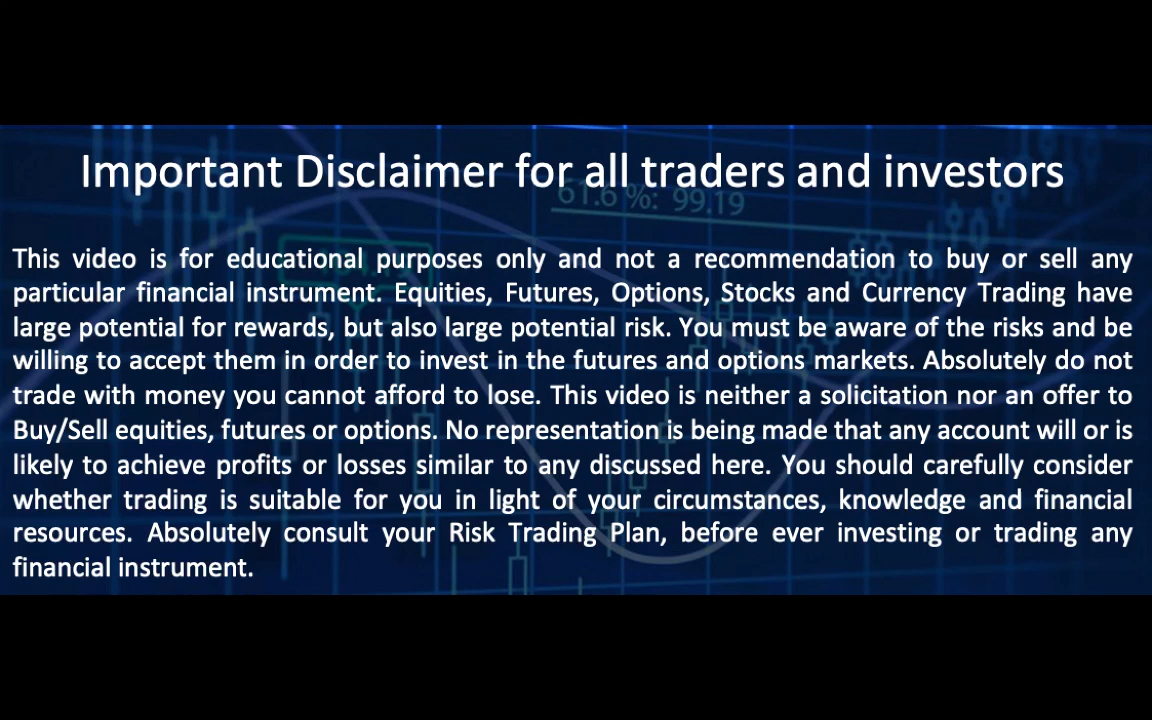 Important Disclaimer for all traders and investors
61.6 %: 99.19
This video is for educational purposes only and not a recommendation to buy or sell any
particular financial instrument. Equities, Futures, Options, Stocks and Currency Trading have
large potential for rewards, but also large potential risk. You must be aware of the risks and be
willing to accept them in order to invest in the futures and options markets. Absolutely do not
trade with money you cannot afford to lose. This video is neither a solicitation nor an offer to
Buy/Sell equities, futures or options. No representation is being made that any account will or is
likely to achieve profits or losses similar to any discussed here. You should carefully consider
whether trading is suitable for you in light of your circumstances, knowledge and financial
resources. Absolutely consult your Risk Trading Plan, before ever investing or trading any
financial instrument.